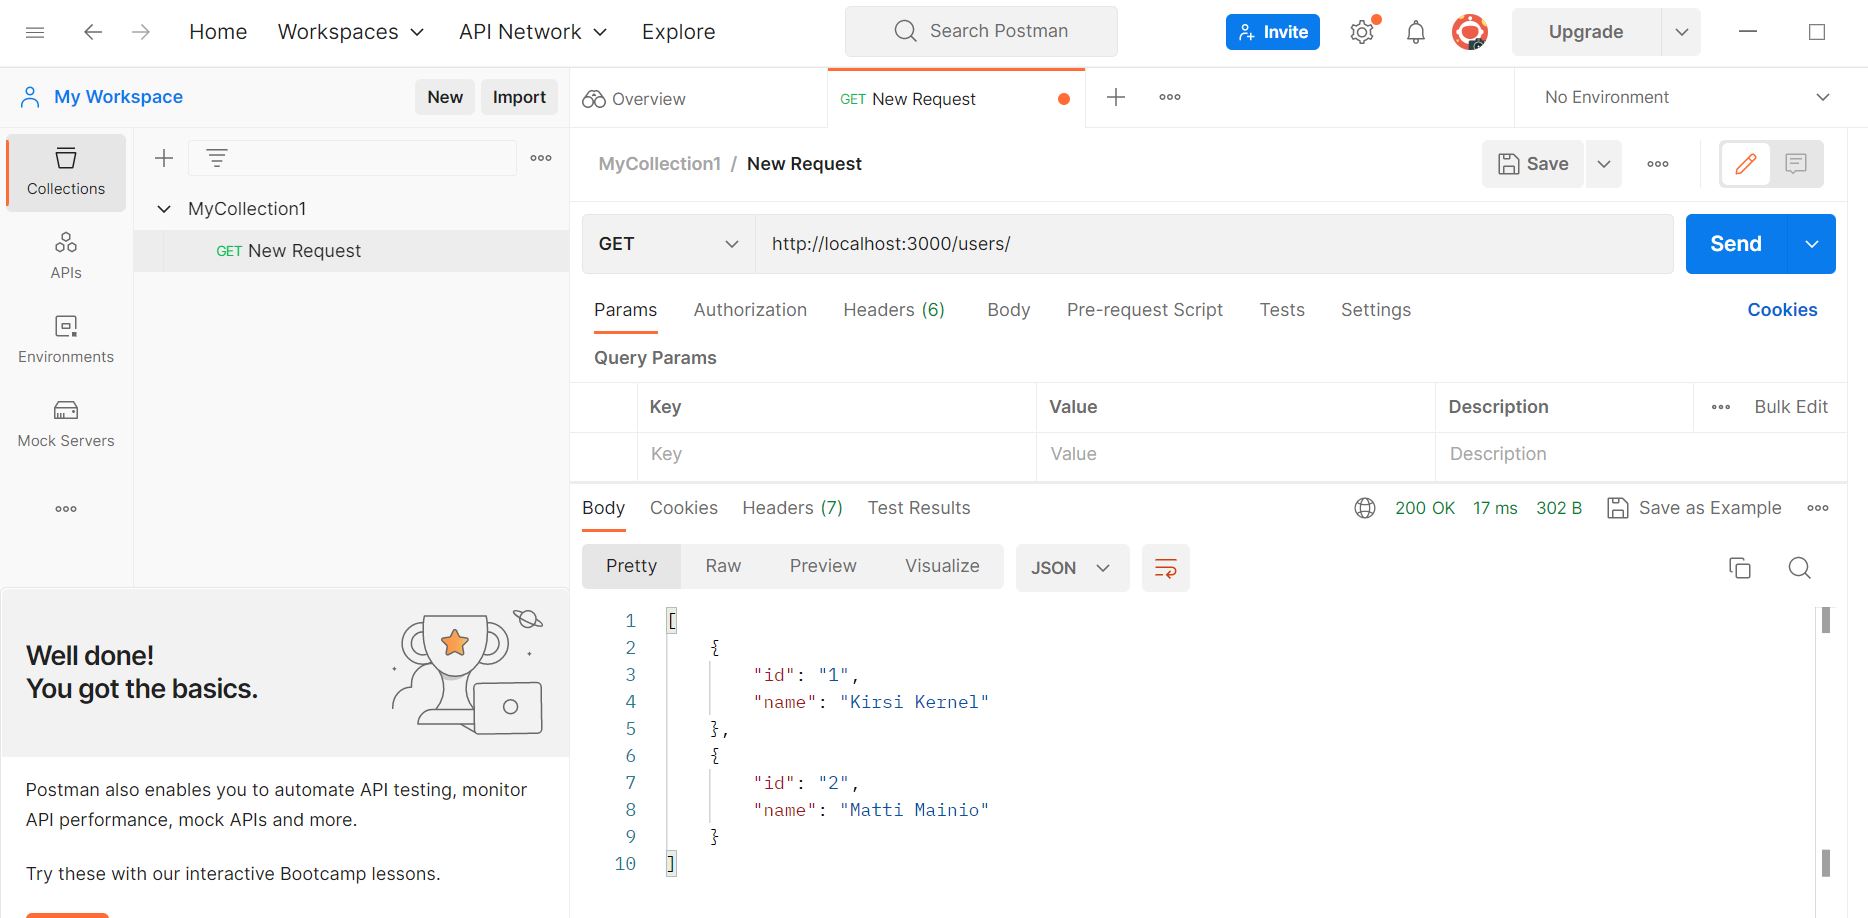 Home Workspaces API Network Explore Search Postman Invite Upgrade
My Workspace New Import Overview GET New Request No Environment
Collections
APIs
Environments
Mock Servers
MyCollection1
GET New Request
MyCollection1 / New Request Save
GET http://localhost:3000/users/ Send
Params Authorization Headers (6) Body Pre-request Script Tests Settings Cookies
Query Params
Key Value Description Bulk Edit
Key Value Description
Body Cookies Headers (7) Test Results 200 OK 17 ms 302 B Save as Example
Pretty Raw Preview Visualize JSON
1 [
2 {
3 "id": "1",
4 "name": "Kirsi Kernel"
5 },
6 {
7 "id": "2",
8 "name": "Matti Mainio"
9 }
10 ]
Well done!
You got the basics.
Postman also enables you to automate API testing, monitor
API performance, mock APIs and more.
Try these with our interactive Bootcamp lessons.